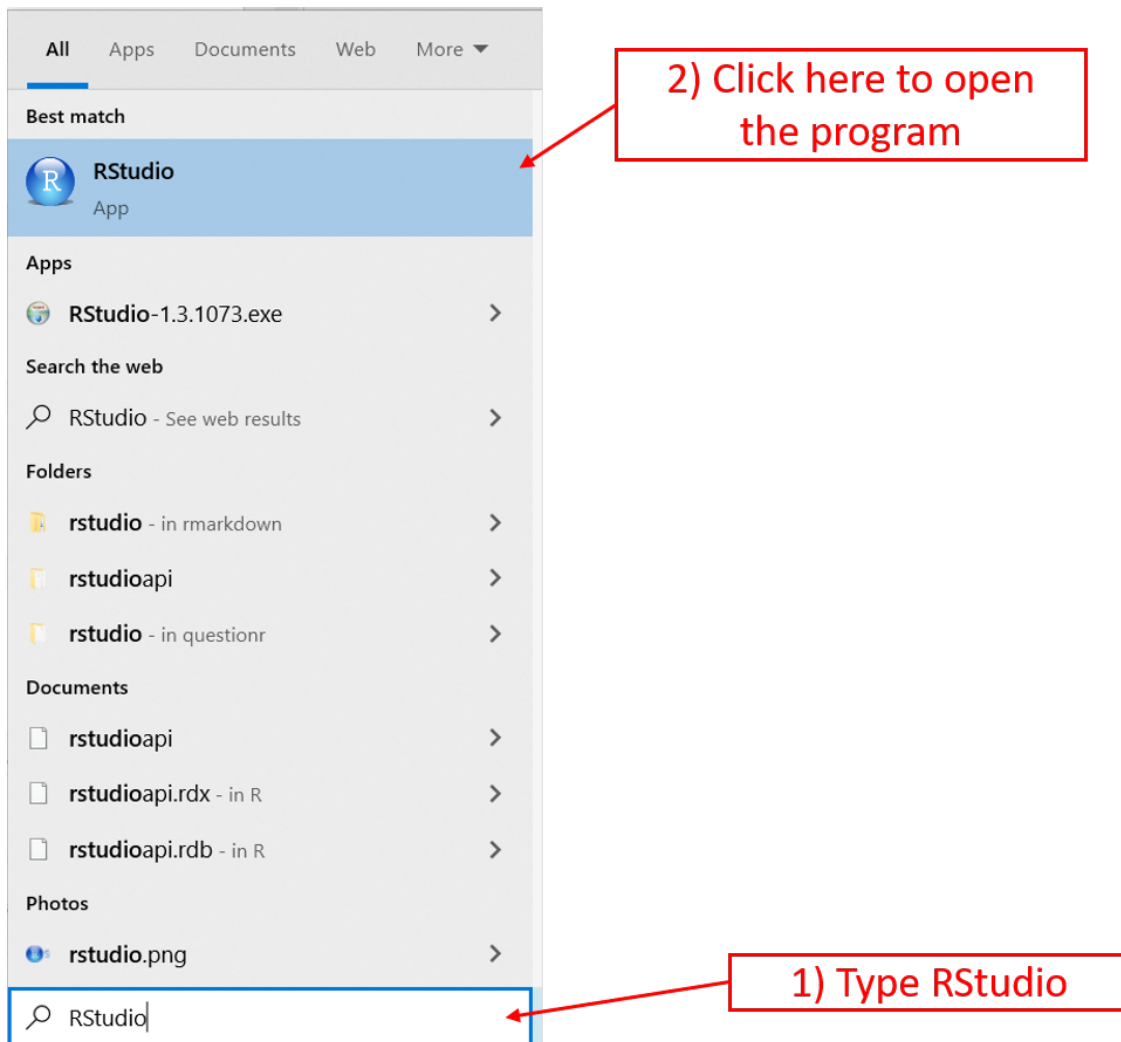 All Apps Documents Web More
2) Click here to open
the program
Best match
R
RStudio
App
Apps
RStudio-1.3.1073.exe
Search the web
RStudio - See web results
Folders
rstudio - in rmarkdown
rstudioapi
rstudio - in questionr
Documents
rstudioapi
rstudioapi.rdx - in R
rstudioapi.rdb - in R
Photos
rstudio.png
1) Type RStudio
RStudio